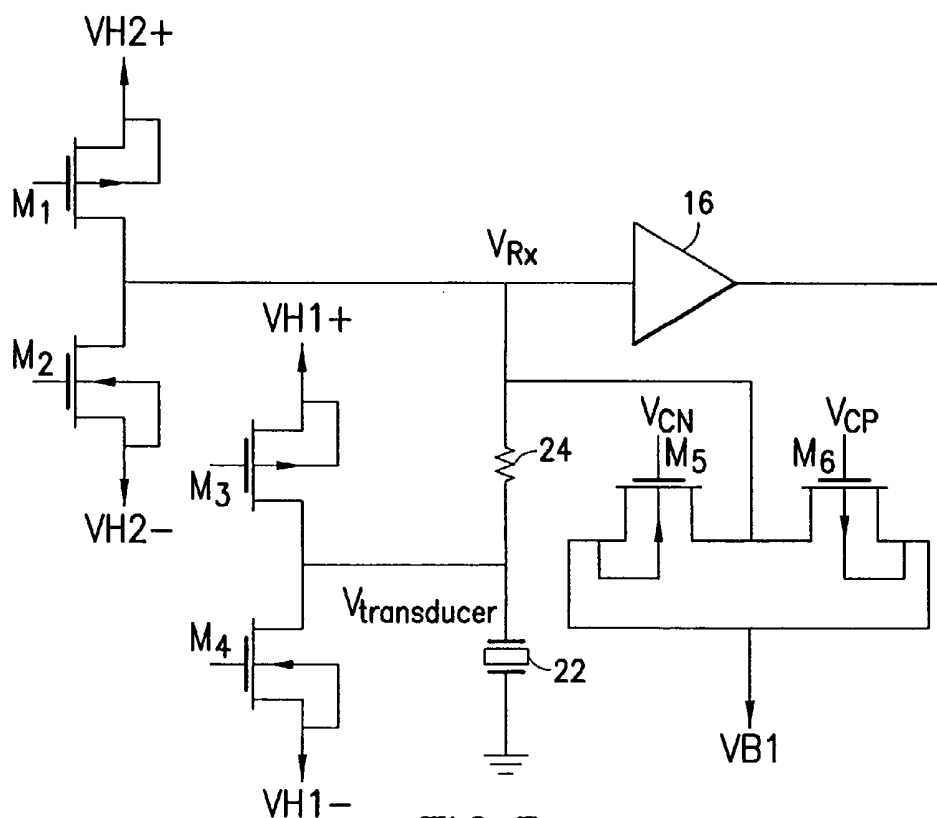 VH2+
M1
16
VRx
VH1+
M2
VCN
VCP
M5
M6
24
M3
VH2-
Vtransducer
M4
22
VB1
VH1-